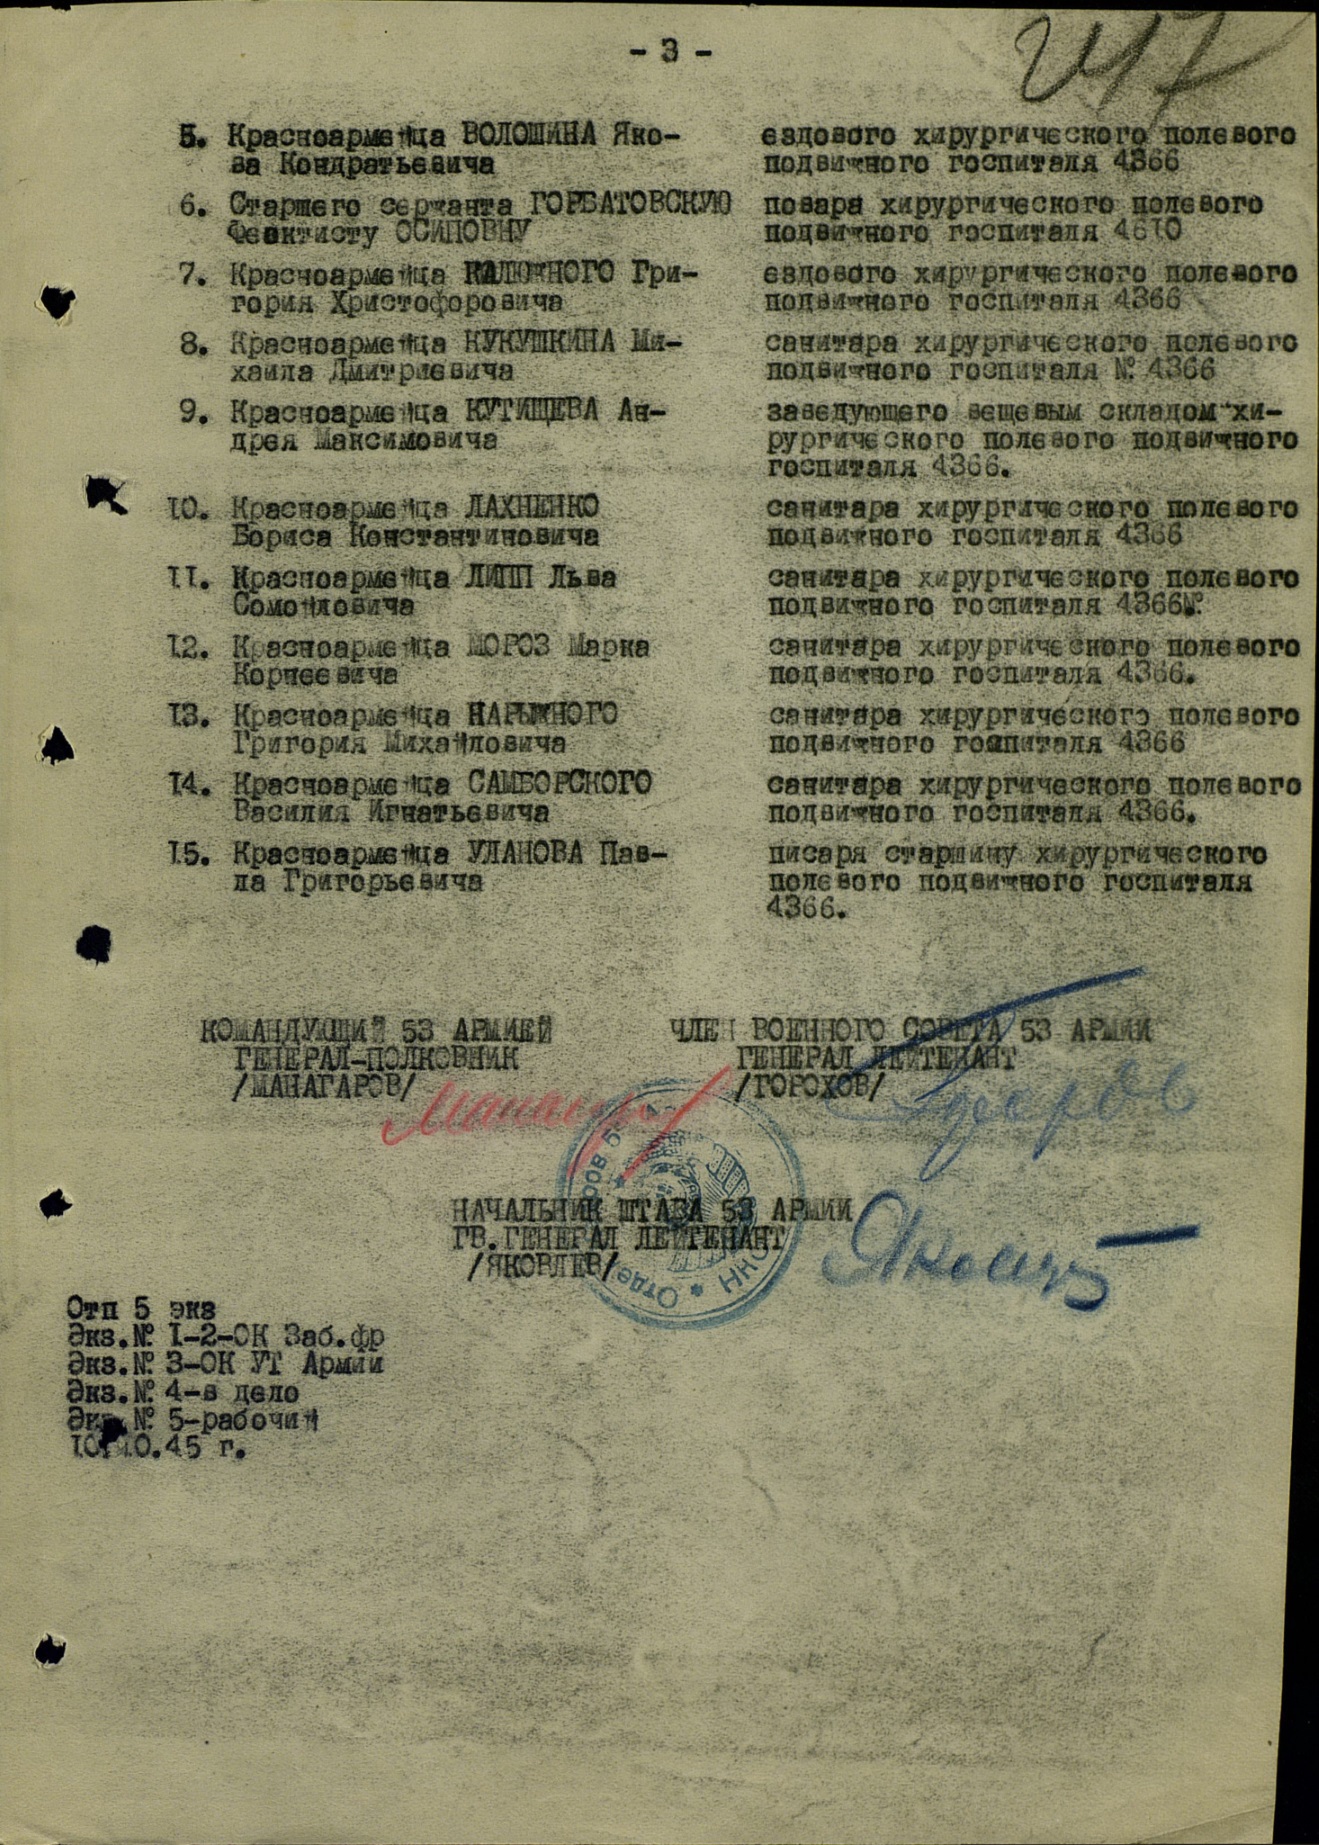 - 3 -
247
5. Красноармейца ВОЛОШИНА Яко- ездового хирургического полевого
ва Кондратьевича подвижного госпиталя 4366
6. Старшего сержанта ГОРБАТОВСКУЮ повара хирургического полевого
Феоктисту ОСИПОВНУ подвижного госпиталя 4610
7. Красноармейца КАЛЮЖНОГО Гри- ездового хирургического полевого
гория Христофоровича подвижного госпиталя 4366
8. Красноармейца КУКУШКИНА Ми- санитара хирургического полевого
хаила Дмитриевича подвижного госпиталя № 4366
9. Красноармейца КУТИЩЕВА Ан- заведующего вещевым складом хи-
дрея Максимовича рургического полевого подвижного
госпиталя 4366.
10. Красноармейца ЛАХНЕНКО санитара хирургического полевого
Бориса Константиновича подвижного госпиталя 4366
11. Красноармейца ЛИПП Льва санитара хирургического полевого
Сомойловича подвижного госпиталя 4366№
12. Красноармейца МОРОЗ Марка санитара хирургического полевого
Корнеевича подвижного госпиталя 4366.
13. Красноармейца НАРЫЖНОГО санитара хирургического полевого
Григория Михайловича подвижного госпиталя 4366
14. Красноармейца САМБОРСКОГО санитара хирургического полевого
Василия Игнатьевича подвижного госпиталя 4366.
15. Красноармейца УЛАНОВА Пав- писаря старшину хирургического
ла Григорьевича полевого подвижного госпиталя
4366.
КОМАНДУЮЩИЙ 53 АРМИЕЙ ЧЛЕН ВОЕННОГО СОВЕТА 53 АРМИИ
ГЕНЕРАЛ-ПОЛКОВНИК ГЕНЕРАЛ ЛЕЙТЕНАНТ
/МАНАГАРОВ/ /ГОРОХОВ/
НАЧАЛЬНИК ШТАБА 53 АРМИИ
ГВ.ГЕНЕРАЛ ЛЕЙТЕНАНТ
/ЯКОВЛЕВ/
Отп 5 экз
Экз.№ 1-2-ОК Заб.фр
Экз.№ 3-ОК УТ Армии
Экз.№ 4-в дело
Экз.№ 5-рабочий
10.10.45 г.